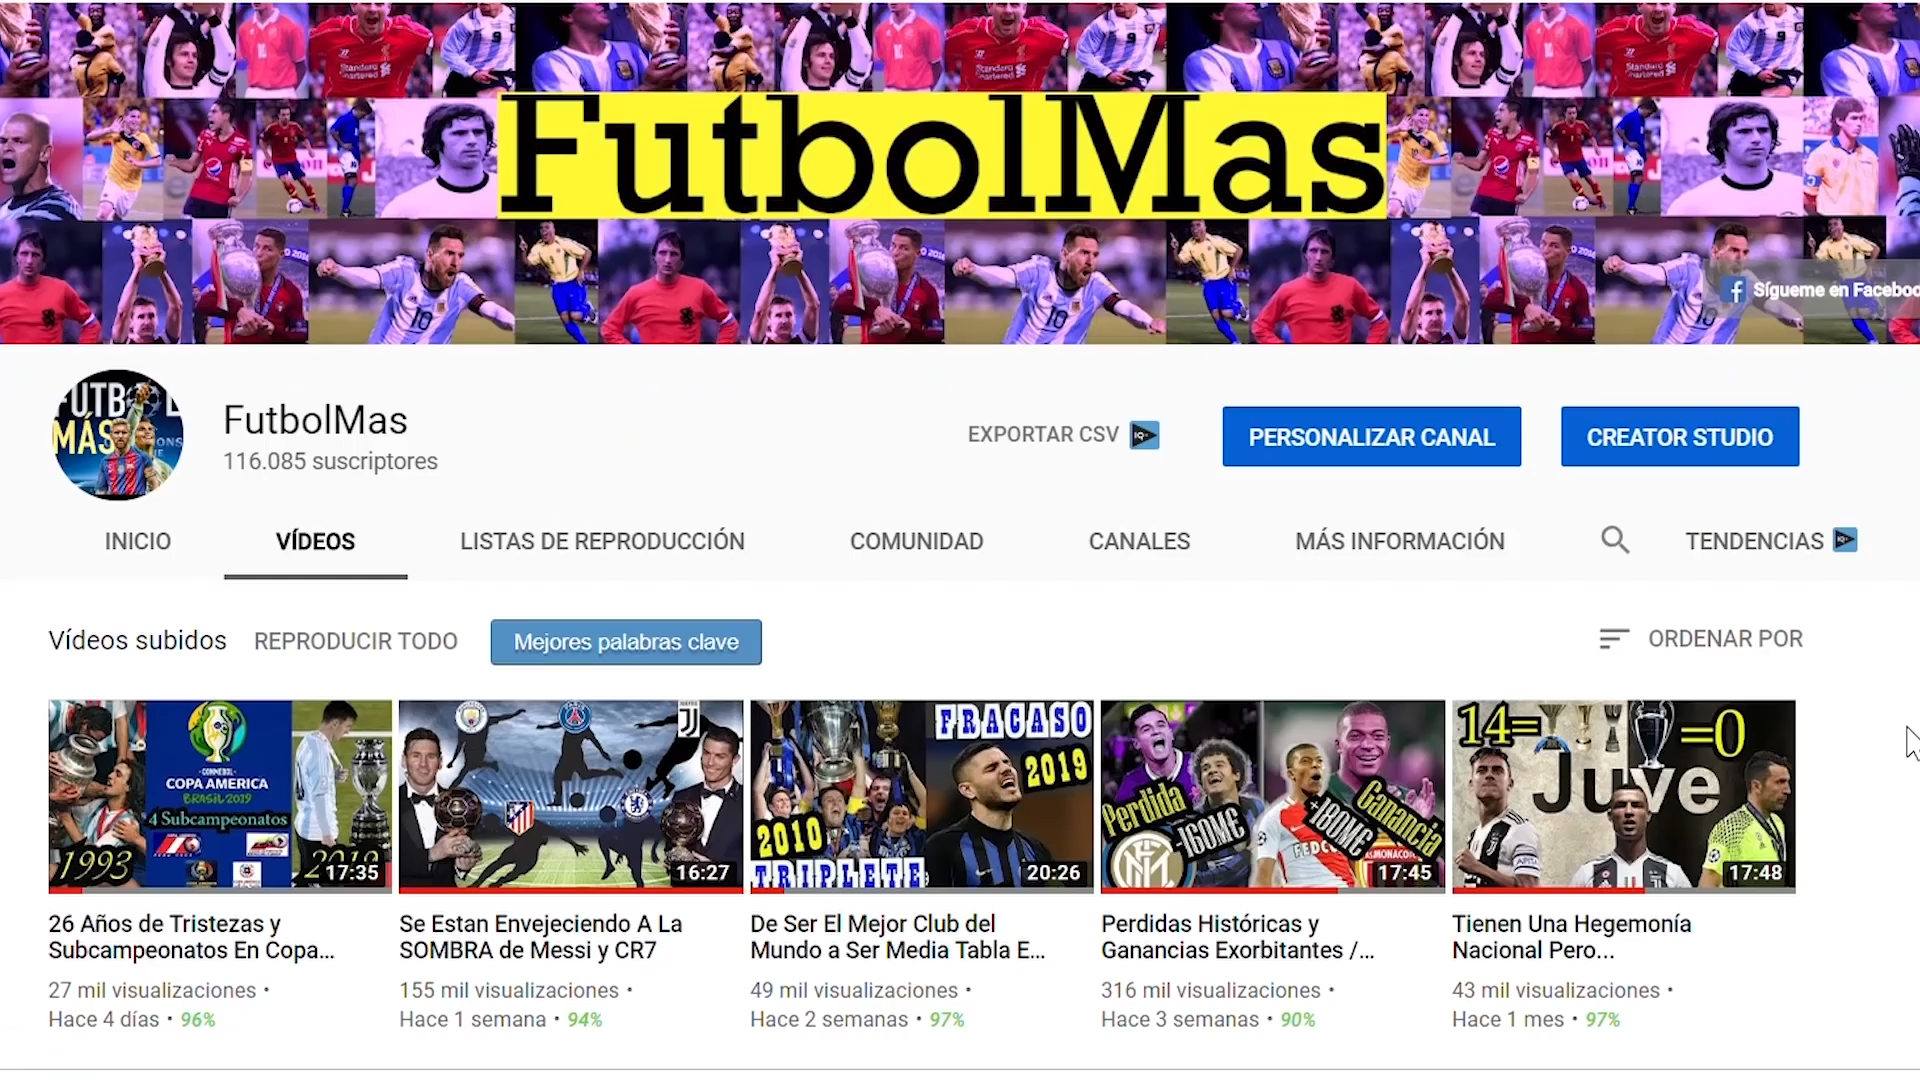 FutbolMas
Sígueme en Faceboo
FUTBOL
MÁS
FutbolMas
116.085 suscriptores
EXPORTAR CSV
PERSONALIZAR CANAL
CREATOR STUDIO
INICIO
VÍDEOS
LISTAS DE REPRODUCCIÓN
COMUNIDAD
CANALES
MÁS INFORMACIÓN
TENDENCIAS
Vídeos subidos
REPRODUCIR TODO
Mejores palabras clave
ORDENAR POR
COPA AMERICA
BRASIL 2019
4 Subcampeonatos
1993
2019
17:35
16:27
FRACASO
2019
2010
TRIPLETE
20:26
Perdida
-160MC
+180MC
Ganancia
17:45
14=
=0
Juve
17:48
26 Años de Tristezas y
Subcampeonatos En Copa...
27 mil visualizaciones •
Hace 4 días • 96%
Se Estan Envejeciendo A La
SOMBRA de Messi y CR7
155 mil visualizaciones •
Hace 1 semana • 94%
De Ser El Mejor Club del
Mundo a Ser Media Tabla E...
49 mil visualizaciones •
Hace 2 semanas • 97%
Perdidas Históricas y
Ganancias Exorbitantes /...
316 mil visualizaciones •
Hace 3 semanas • 90%
Tienen Una Hegemonía
Nacional Pero...
43 mil visualizaciones •
Hace 1 mes • 97%